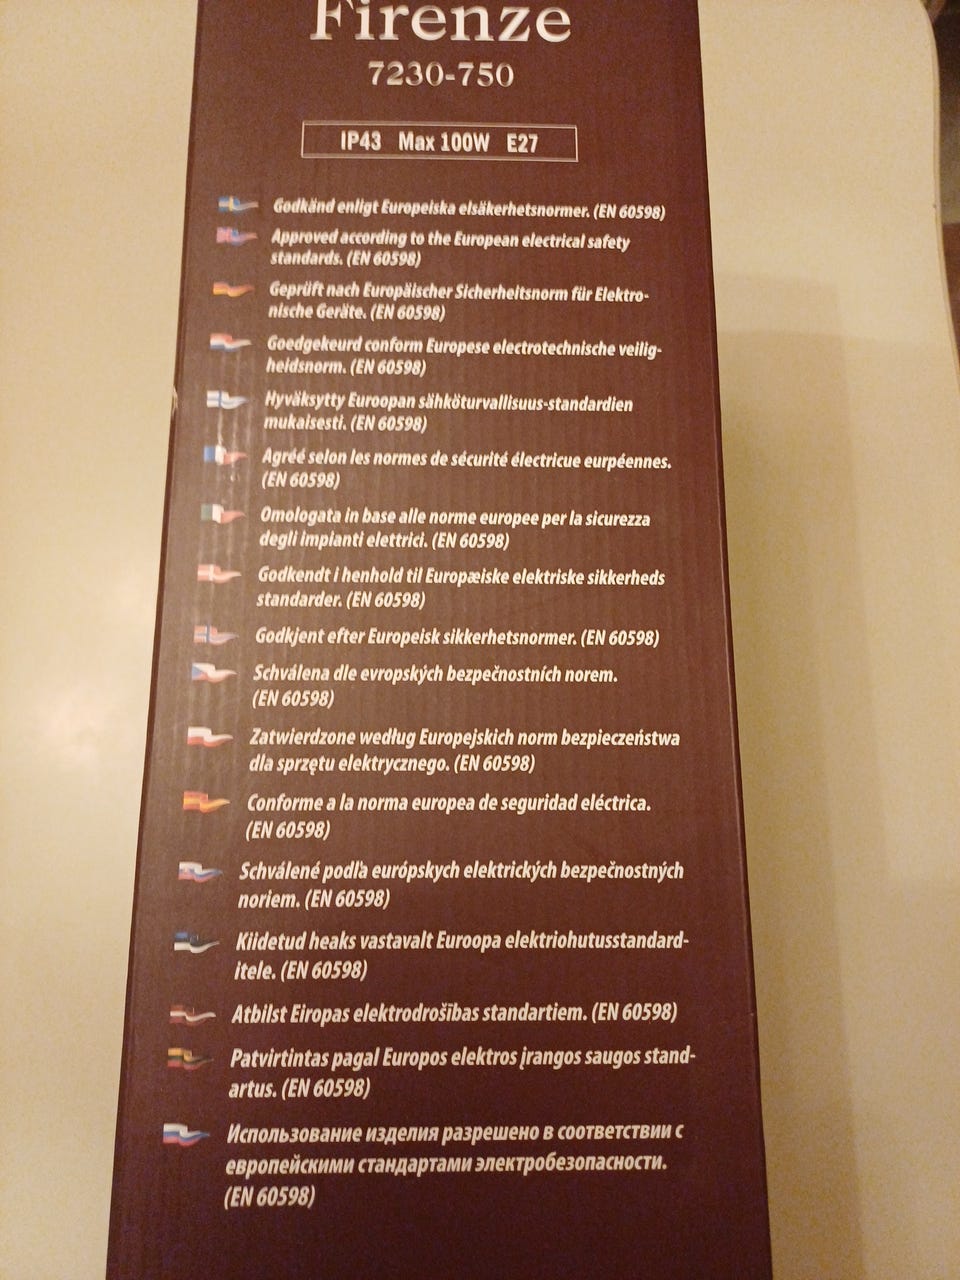 Firenze
7230-750
IP43 Max 100W E27
Godkänd enligt Europeiska elsäkerhetsnormer. (EN 60598)
Approved according to the European electrical safety
standards. (EN 60598)
Geprüft nach Europäischer Sicherheitsnorm für Elektro-
nische Geräte. (EN 60598)
Goedgekeurd conform Europese electrotechnische veilig-
heidsnorm. (EN 60598)
Hyväksytty Euroopan sähköturvallisuus-standardien
mukaisesti. (EN 60598)
Agréé selon les normes de sécurité électricue eurpéennes.
(EN 60598)
Omologata in base alle norme europee per la sicurezza
degli impianti elettrici. (EN 60598)
Godkendt i henhold til Europæiske elektriske sikkerheds
standarder. (EN 60598)
Godkjent efter Europeisk sikkerhetsnormer. (EN 60598)
Schválena dle evropských bezpečnostních norem.
(EN 60598)
Zatwierdzone według Europejskich norm bezpieczeństwa
dla sprzętu elektrycznego. (EN 60598)
Conforme a la norma europea de seguridad eléctrica.
(EN 60598)
Schválené podľa európskych elektrických bezpečnostných
noriem. (EN 60598)
Kiidetud heaks vastavalt Euroopa elektriohutusstandard-
itele. (EN 60598)
Atbilst Eiropas elektrodrošības standartiem. (EN 60598)
Patvirtintas pagal Europos elektros įrangos saugos stand-
artus. (EN 60598)
Использование изделия разрешено в соответствии с
европейскими стандартами электробезопасности.
(EN 60598)